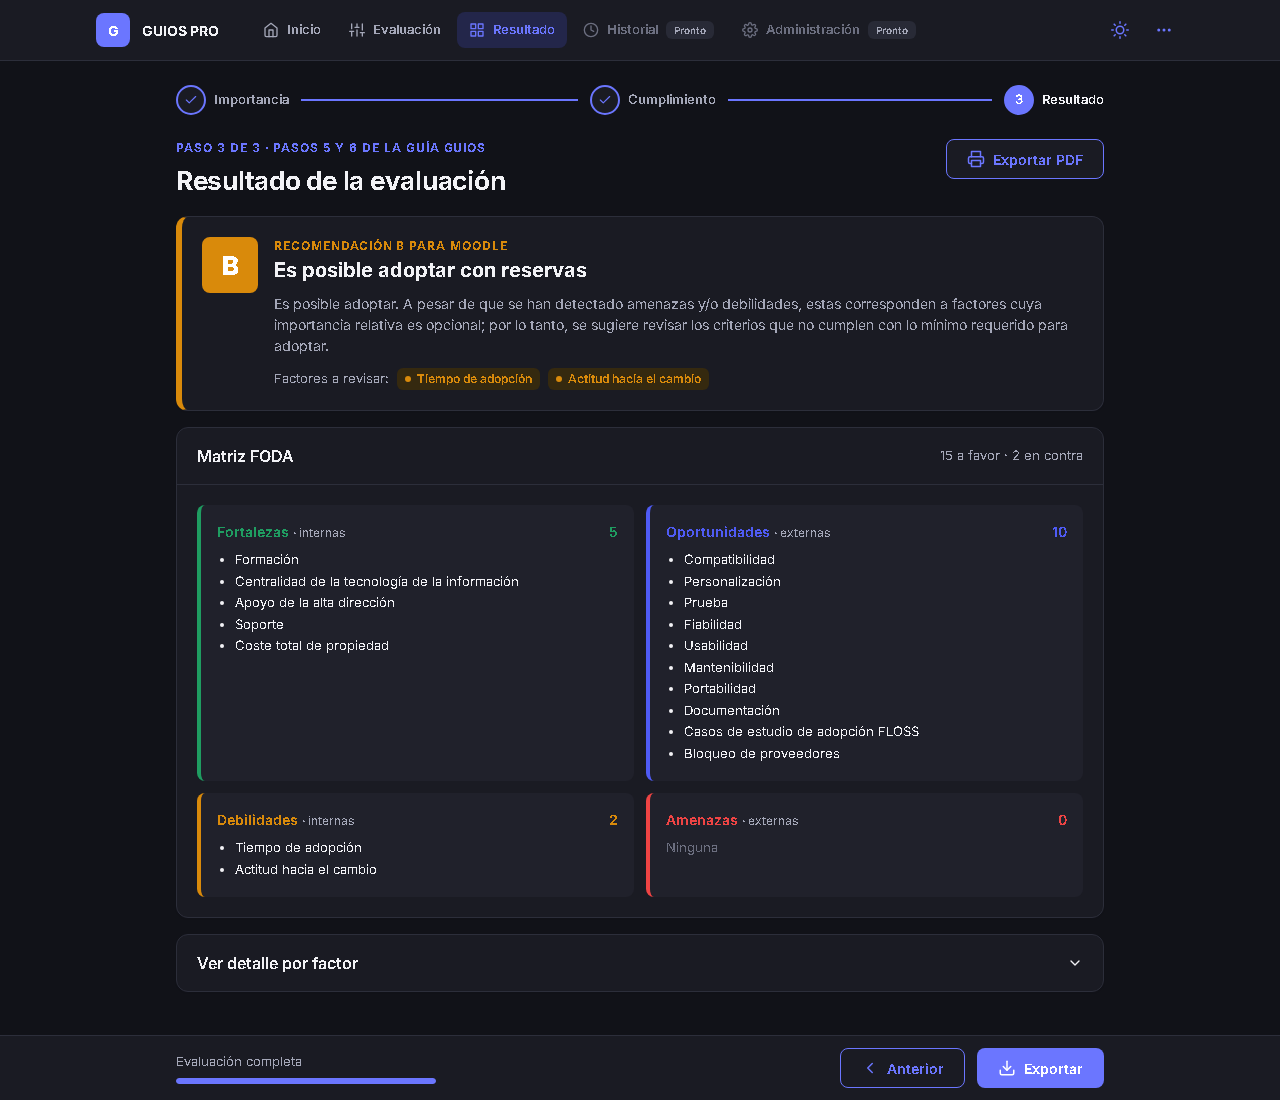 G GUIOS PRO Inicio Evaluación Resultado Historial Pronto Administración Pronto
Importancia Cumplimiento 3 Resultado
PASO 3 DE 3 · PASOS 5 Y 6 DE LA GUÍA GUIOS
Exportar PDF
Resultado de la evaluación
B
RECOMENDACIÓN B PARA MOODLE
Es posible adoptar con reservas
Es posible adoptar. A pesar de que se han detectado amenazas y/o debilidades, estas corresponden a factores cuya
importancia relativa es opcional; por lo tanto, se sugiere revisar los criterios que no cumplen con lo mínimo requerido para
adoptar.
Factores a revisar: Tiempo de adopción Actitud hacia el cambio
Matriz FODA 15 a favor · 2 en contra
Fortalezas · internas 5
Formación
Centralidad de la tecnología de la información
Apoyo de la alta dirección
Soporte
Coste total de propiedad
Oportunidades · externas 10
Compatibilidad
Personalización
Prueba
Fiabilidad
Usabilidad
Mantenibilidad
Portabilidad
Documentación
Casos de estudio de adopción FLOSS
Bloqueo de proveedores
Debilidades · internas 2
Tiempo de adopción
Actitud hacia el cambio
Amenazas · externas 0
Ninguna
Ver detalle por factor
Evaluación completa
Anterior Exportar